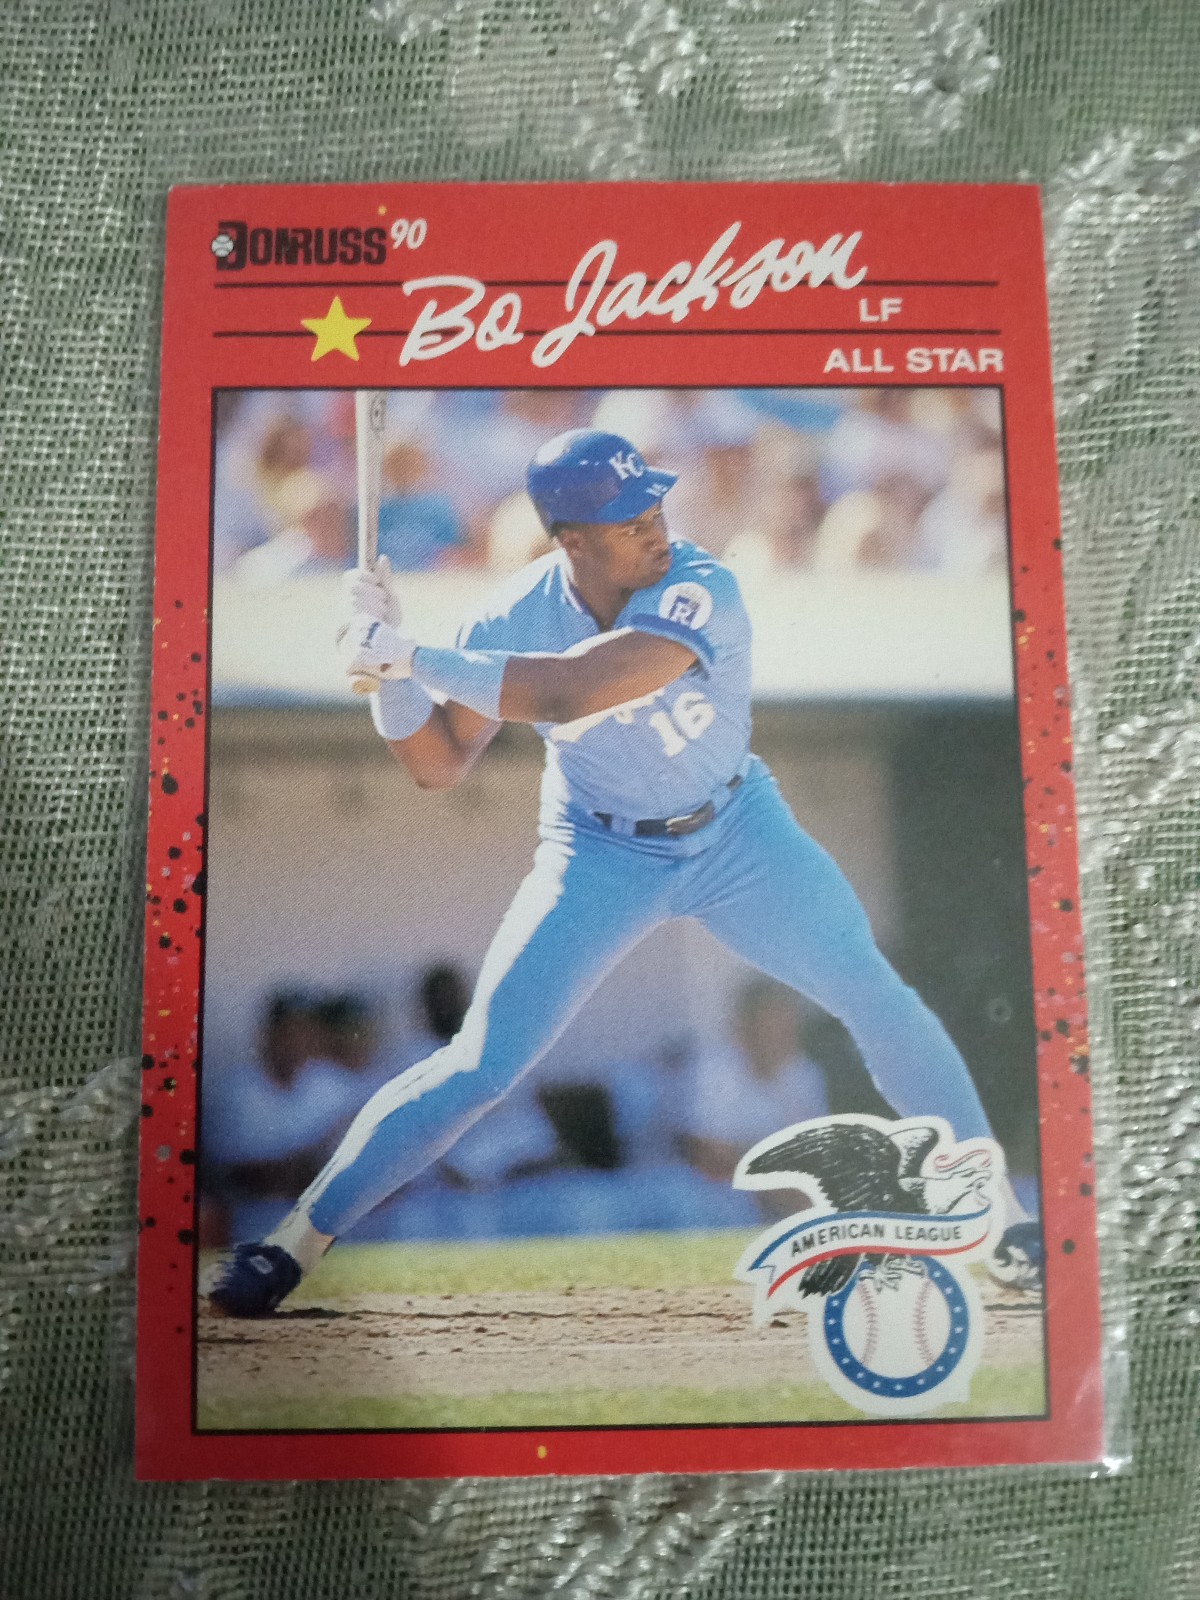 DONRUSS '90
Bo Jackson
LF
ALL STAR
KC
R
16
AMERICAN LEAGUE